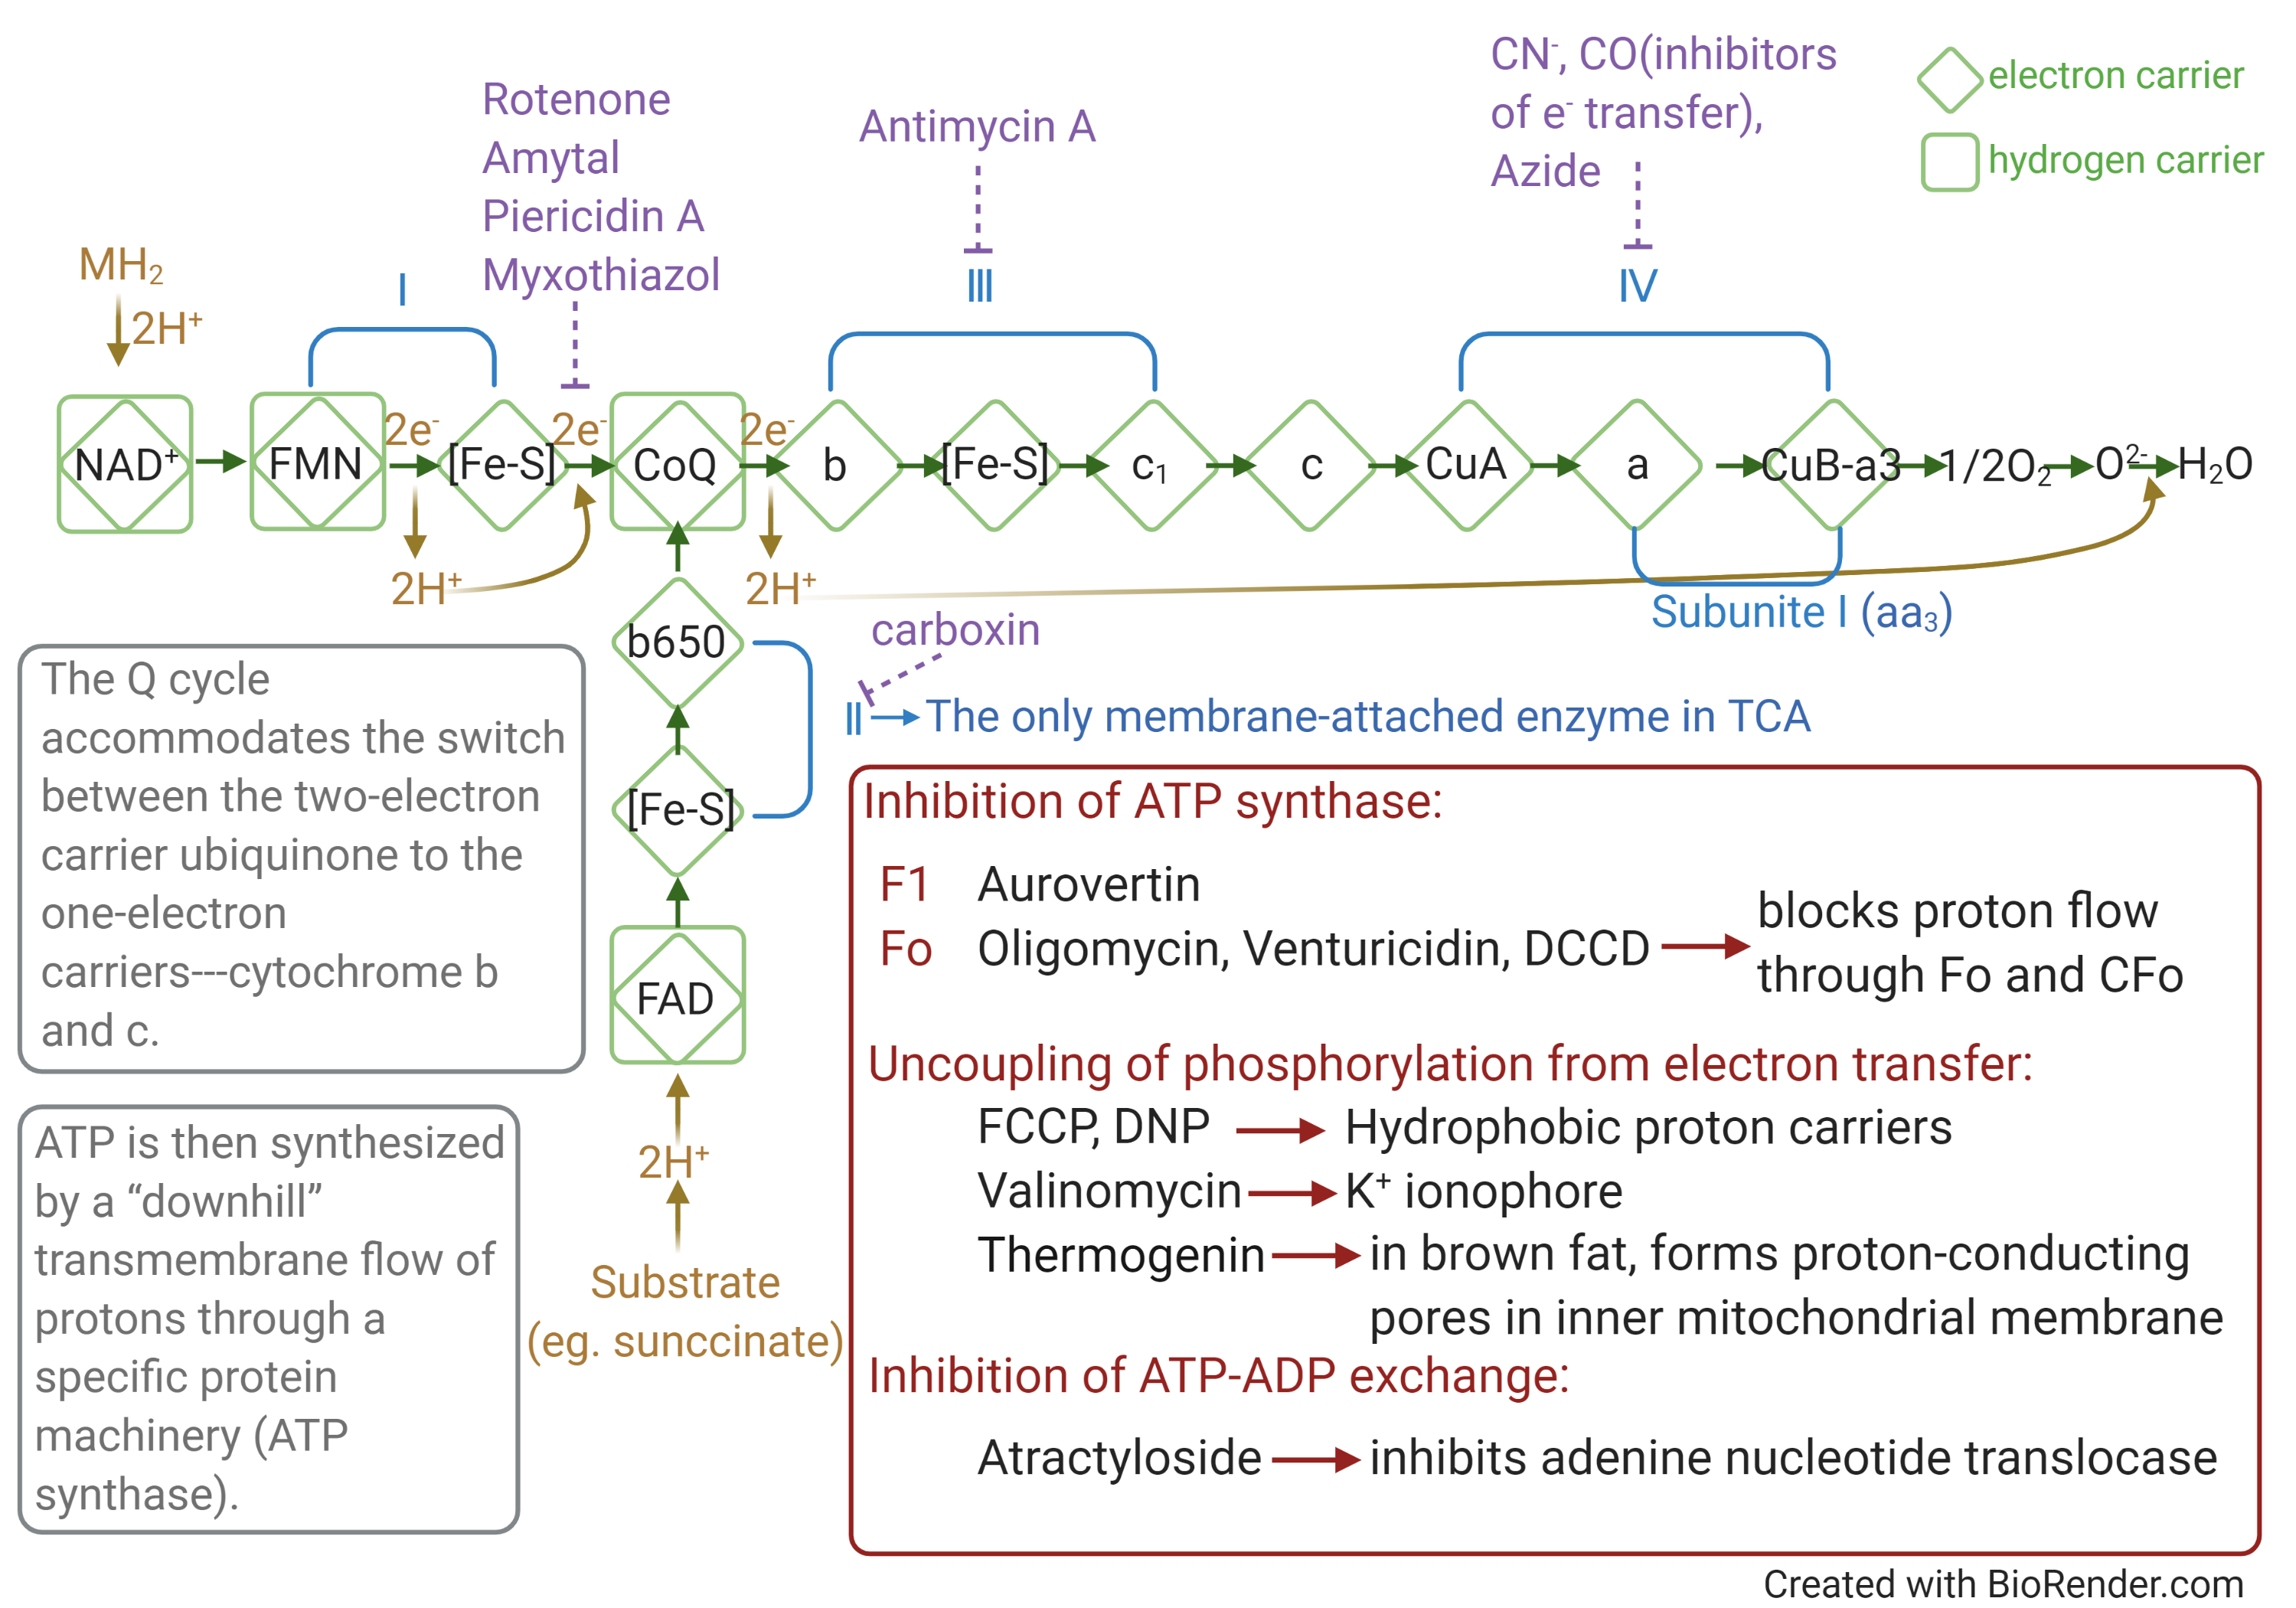 CN⁻, CO(inhibitors
of e⁻ transfer),
Azide
electron carrier
hydrogen carrier
Rotenone
Amytal
Piericidin A
Myxothiazol
Antimycin A
MH₂
2H⁺
I
III
IV
2e⁻
2e⁻
2e⁻
NAD⁺
FMN
[Fe-S]
CoQ
b
[Fe-S]
c₁
c
CuA
a
CuB-a3
1/2O₂
O²⁻
H₂O
2H⁺
2H⁺
Subunite I (aa₃)
b650
carboxin
II
The only membrane-attached enzyme in TCA
[Fe-S]
FAD
2H⁺
Substrate
(eg. sunccinate)
The Q cycle
accommodates the switch
between the two-electron
carrier ubiquinone to the
one-electron
carriers---cytochrome b
and c.
ATP is then synthesized
by a “downhill”
transmembrane flow of
protons through a
specific protein
machinery (ATP
synthase).
Inhibition of ATP synthase:
F1 Aurovertin
Fo Oligomycin, Venturicidin, DCCD
blocks proton flow
through Fo and CFo
Uncoupling of phosphorylation from electron transfer:
FCCP, DNP Hydrophobic proton carriers
Valinomycin K⁺ ionophore
Thermogenin in brown fat, forms proton-conducting
pores in inner mitochondrial membrane
Inhibition of ATP-ADP exchange:
Atractyloside inhibits adenine nucleotide translocase
Created with BioRender.com